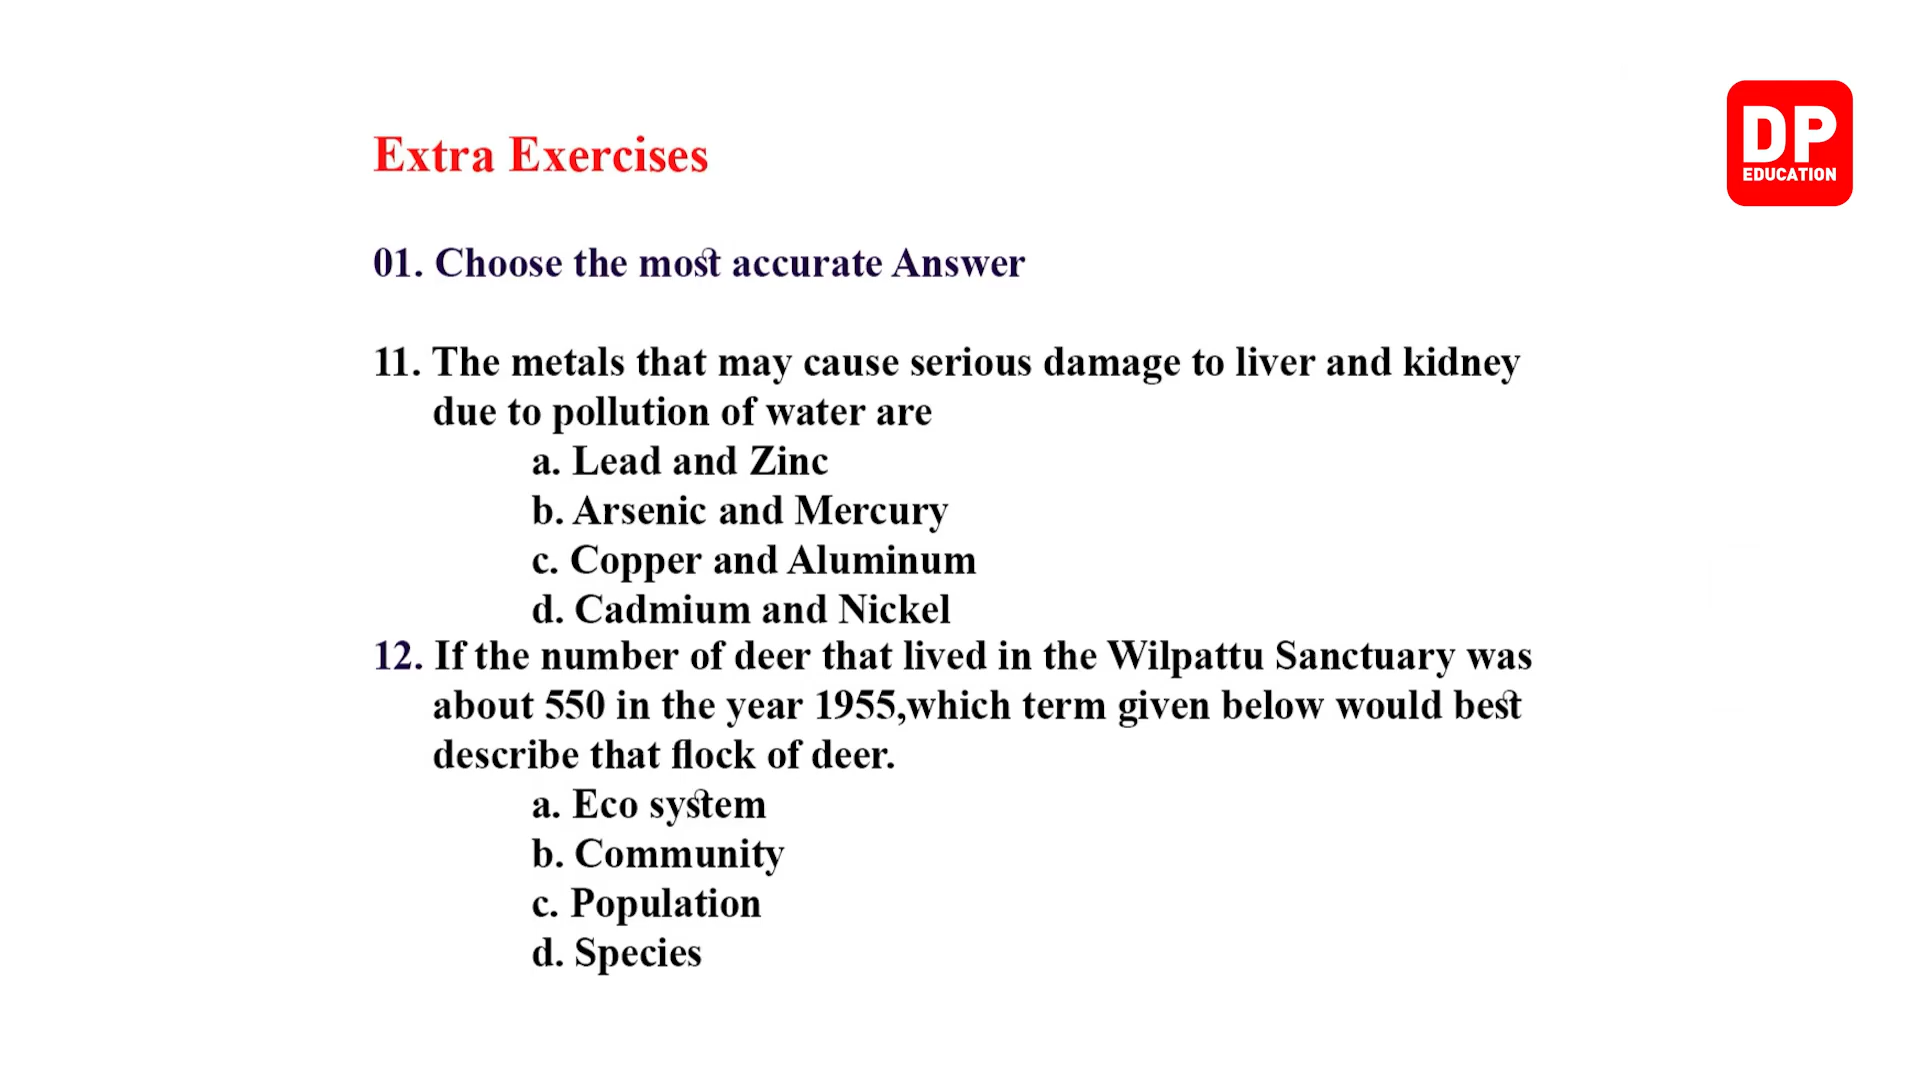 DP
EDUCATION
Extra Exercises
01. Choose the most accurate Answer
11. The metals that may cause serious damage to liver and kidney
due to pollution of water are
a. Lead and Zinc
b. Arsenic and Mercury
c. Copper and Aluminum
d. Cadmium and Nickel
12. If the number of deer that lived in the Wilpattu Sanctuary was
about 550 in the year 1955,which term given below would best
describe that flock of deer.
a. Eco system
b. Community
c. Population
d. Species